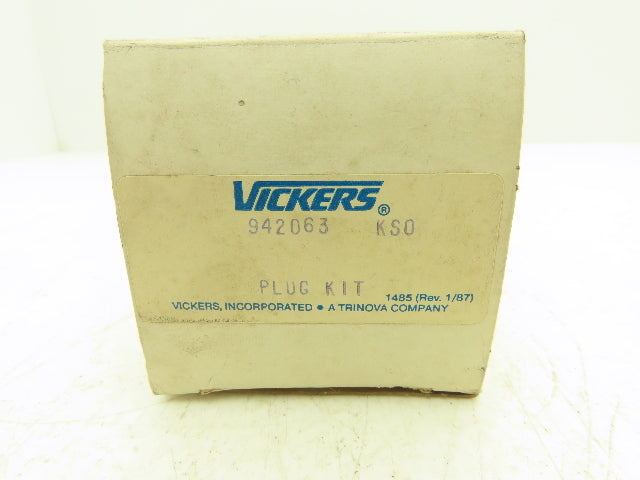 VICKERS®
942063 KSO
PLUG KIT
1485 (Rev. 1/87)
VICKERS, INCORPORATED • A TRINOVA COMPANY